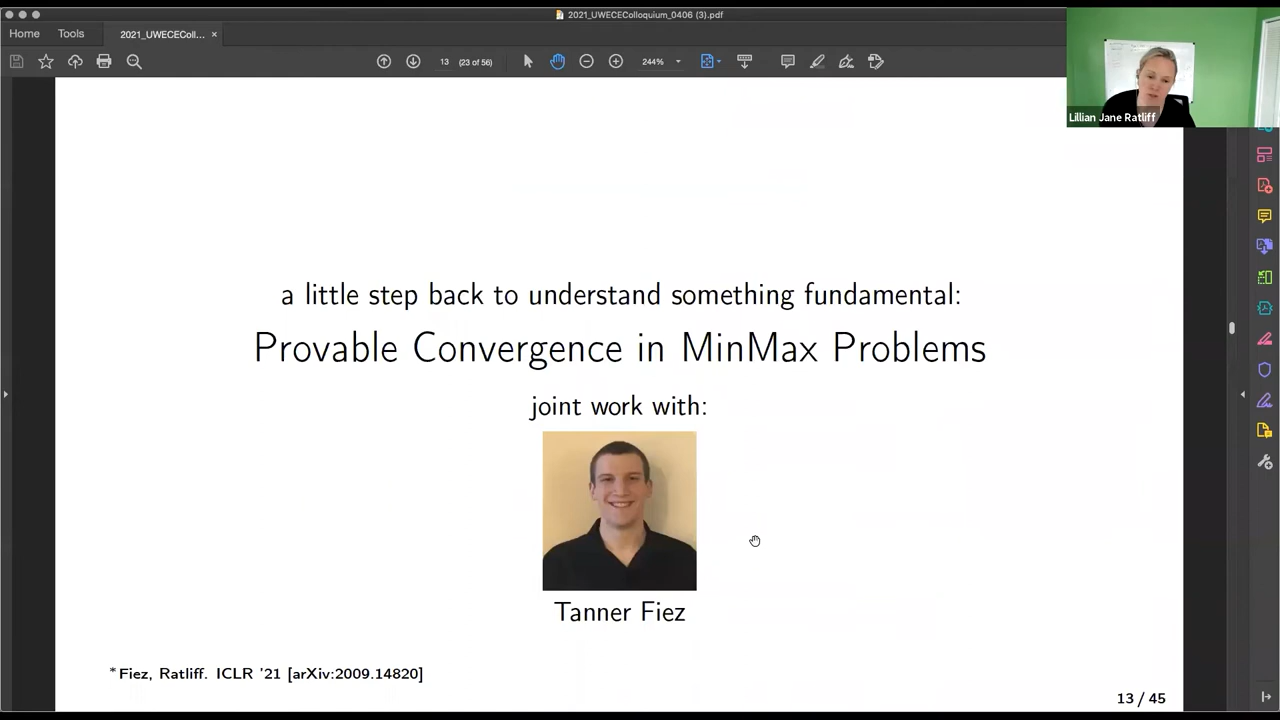 2021_UWECEColloquium_0406 (3).pdf
Home
Tools
2021_UWECEColl...
13
(23 of 56)
244%
Lillian Jane Ratliff
a little step back to understand something fundamental:
Provable Convergence in MinMax Problems
joint work with:
Tanner Fiez
*Fiez, Ratliff. ICLR '21 [arXiv:2009.14820]
13 / 45